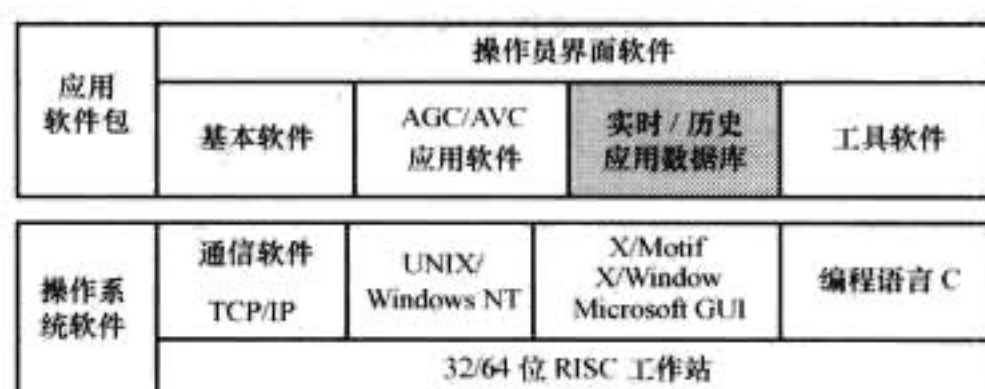 操作员界面软件
应用
软件包
基本软件
AGC/AVC
应用软件
实时/历史
应用数据库
工具软件
操作系
统软件
通信软件
TCP/IP
UNIX/
Windows NT
X/Motif
X/Window
Microsoft GUI
编程语言 C
32/64 位 RISC 工作站